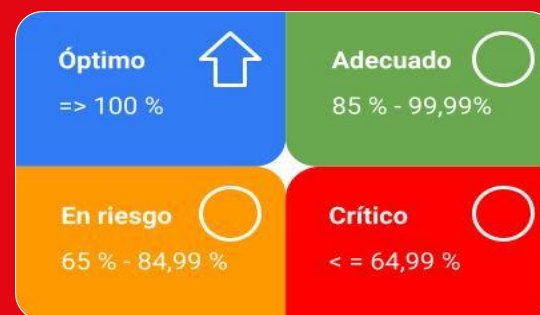 Óptimo
=> 100 %
Adecuado
85 % - 99,99%
En riesgo
65 % - 84,99 %
Crítico
< = 64,99 %